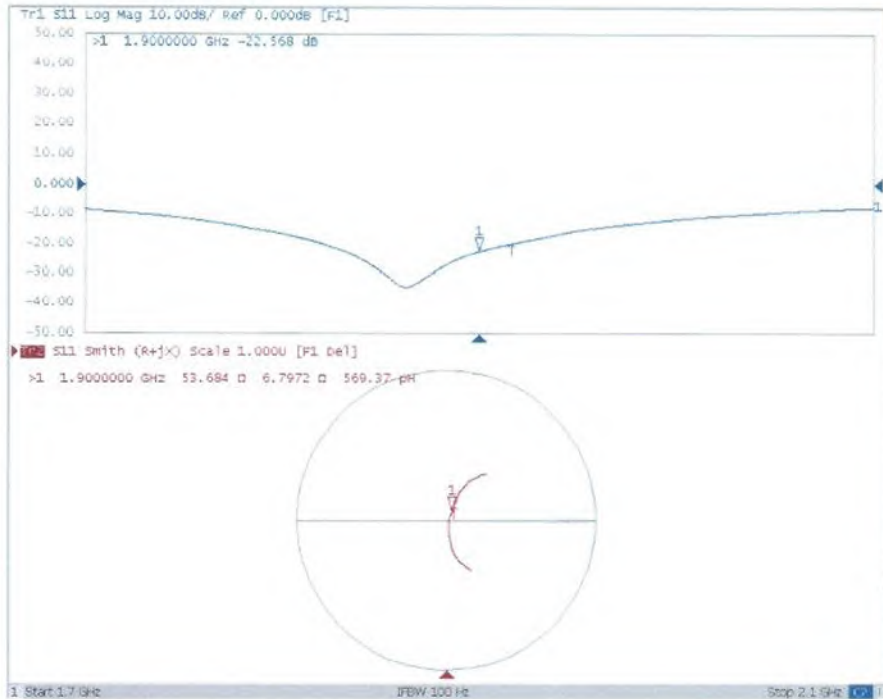 Tr1 S11 Log Mag 10.00dB/ Ref 0.000dB [F1]
50.00
>1 1.9000000 GHz -22.568 dB
40.00
30.00
20.00
10.00
0.000
1
-10.00
1
-20.00
-30.00
-40.00
-50.00
Tr2 S11 Smith (R+jX) Scale 1.000U [F1 Del]
>1 1.9000000 GHz 53.684 Ω 6.7972 Ω 569.37 pH
1
1 Start 1.7 GHz IFBW 100 Hz Stop 2.1 GHz C?